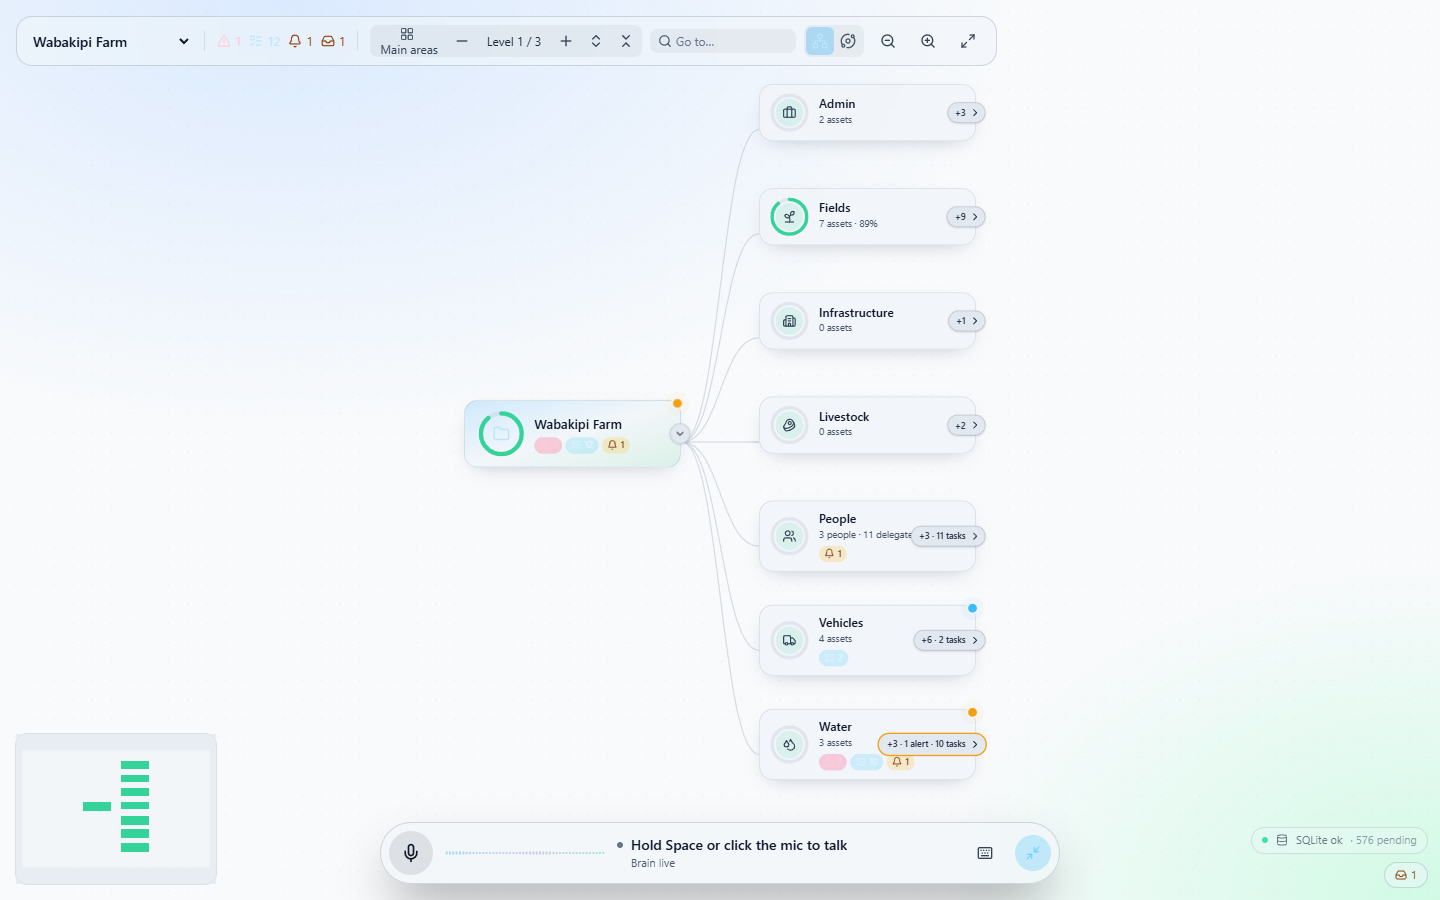 Wabakipi Farm
1
12
1
1
Main areas
Level 1 / 3
Go to...
Admin
2 assets
+3
Fields
7 assets · 89%
+9
Infrastructure
0 assets
+1
Wabakipi Farm
1
Livestock
0 assets
+2
People
3 people · 11 delegate
+3 · 11 tasks
1
Vehicles
4 assets
+6 · 2 tasks
Water
3 assets
+3 · 1 alert · 10 tasks
1
Hold Space or click the mic to talk
Brain live
SQLite ok · 576 pending
1